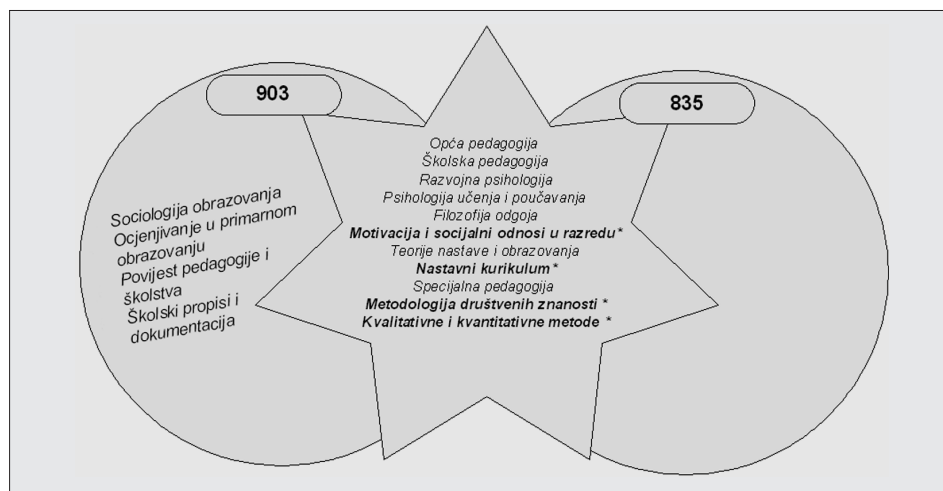 903
835
Sociologija obrazovanja
Ocjenjivanje u primarnom
obrazovanju
Povijest pedagogije i
školstva
Školski propisi i
dokumentacija
Opća pedagogija
Školska pedagogija
Razvojna psihologija
Psihologija učenja i poučavanja
Filozofija odgoja
Motivacija i socijalni odnosi u razredu*
Teorije nastave i obrazovanja
Nastavni kurikulum*
Specijalna pedagogija
Metodologija društvenih znanosti *
Kvalitativne i kvantitativne metode *